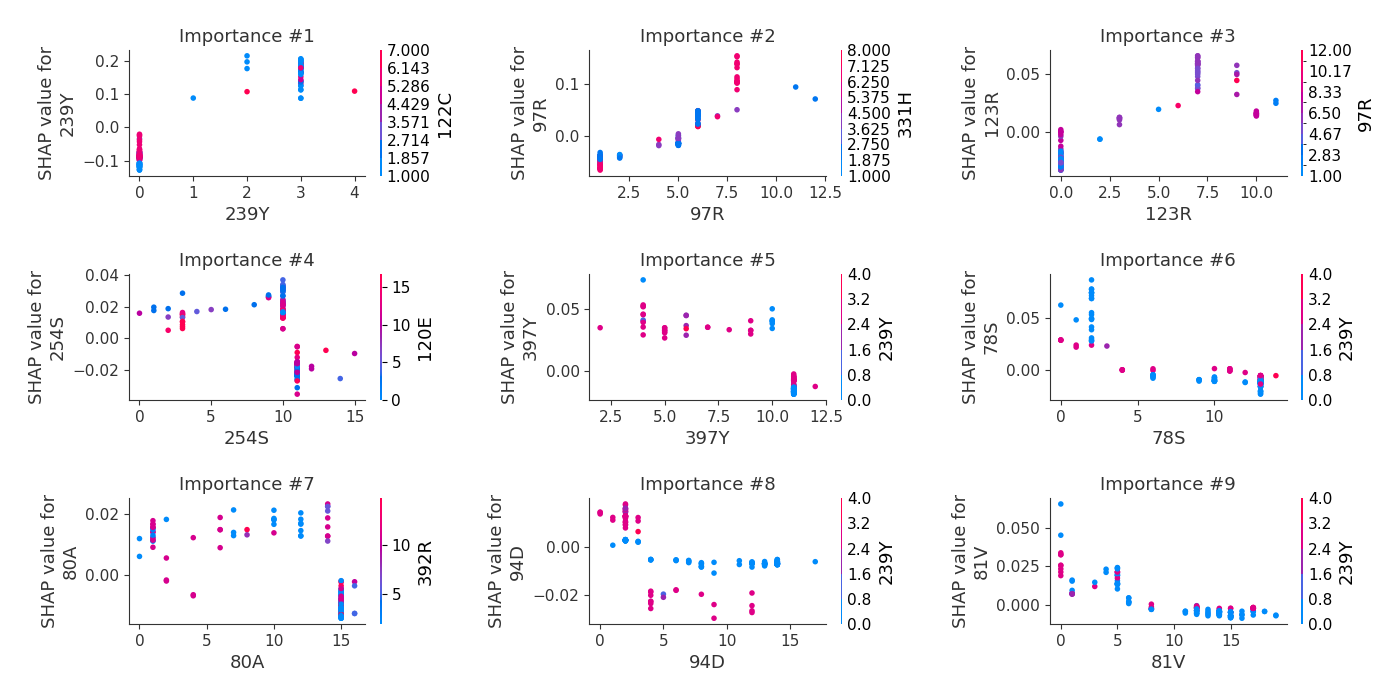 Importance #1
SHAP value for
239Y
0.2
0.1
0.0
−0.1
0
1
2
3
4
239Y
7.000
6.143
5.286
4.429
3.571
2.714
1.857
1.000
122C
Importance #2
SHAP value for
97R
0.1
0.0
2.5
5.0
7.5
10.0
12.5
97R
8.000
7.125
6.250
5.375
4.500
3.625
2.750
1.875
1.000
331H
Importance #3
SHAP value for
123R
0.05
0.00
0.0
2.5
5.0
7.5
10.0
123R
12.00
10.17
8.33
6.50
4.67
2.83
1.00
97R
Importance #4
SHAP value for
254S
0.04
0.02
0.00
−0.02
0
5
10
15
254S
15
10
5
0
120E
Importance #5
SHAP value for
397Y
0.05
0.00
2.5
5.0
7.5
10.0
12.5
397Y
4.0
3.2
2.4
1.6
0.8
0.0
239Y
Importance #6
SHAP value for
78S
0.05
0.00
0
10
78S
4.0
3.2
2.4
1.6
0.8
0.0
239Y
Importance #7
SHAP value for
80A
0.02
0.00
0
5
10
15
80A
10
5
392R
Importance #8
SHAP value for
94D
0.00
−0.02
0
5
10
15
94D
4.0
3.2
2.4
1.6
0.8
0.0
239Y
Importance #9
SHAP value for
81V
0.050
0.025
0.000
0
5
10
15
81V
4.0
3.2
2.4
1.6
0.8
0.0
239Y